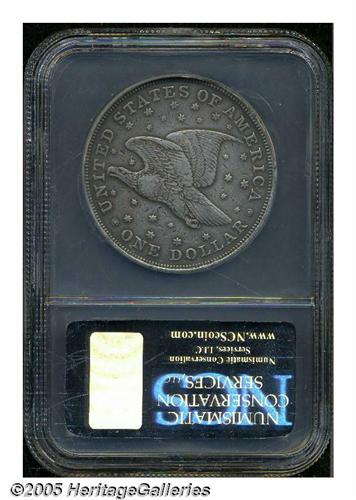 UNITED STATES OF AMERICA
ONE DOLLAR
NUMISMATIC
CONSERVATION
SERVICES, LLC
NCS
Numismatic Conservation
Services, LLC
www.NCScoin.com
©2005 HeritageGalleries